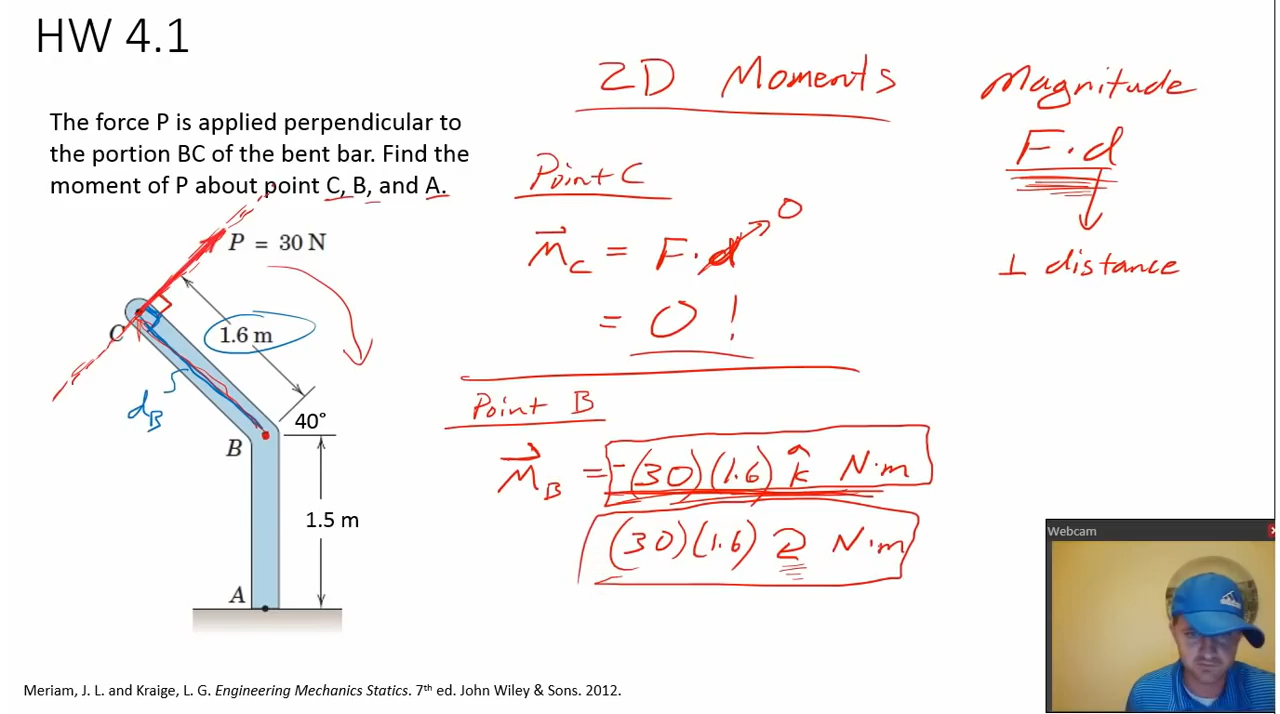 HW 4.1
The force P is applied perpendicular to
the portion BC of the bent bar. Find the
moment of P about point C, B, and A.
P = 30 N
C
1.6 m
d_B
40°
B
1.5 m
A
2D Moments
Point C
M_C = F · d → 0
= 0 !
Point B
M_B = -(30)(1.6) k̂ N·m
(30)(1.6) ↻ N·m
Magnitude
F · d
⊥ distance
Webcam
Meriam, J. L. and Kraige, L. G. Engineering Mechanics Statics. 7th ed. John Wiley & Sons. 2012.